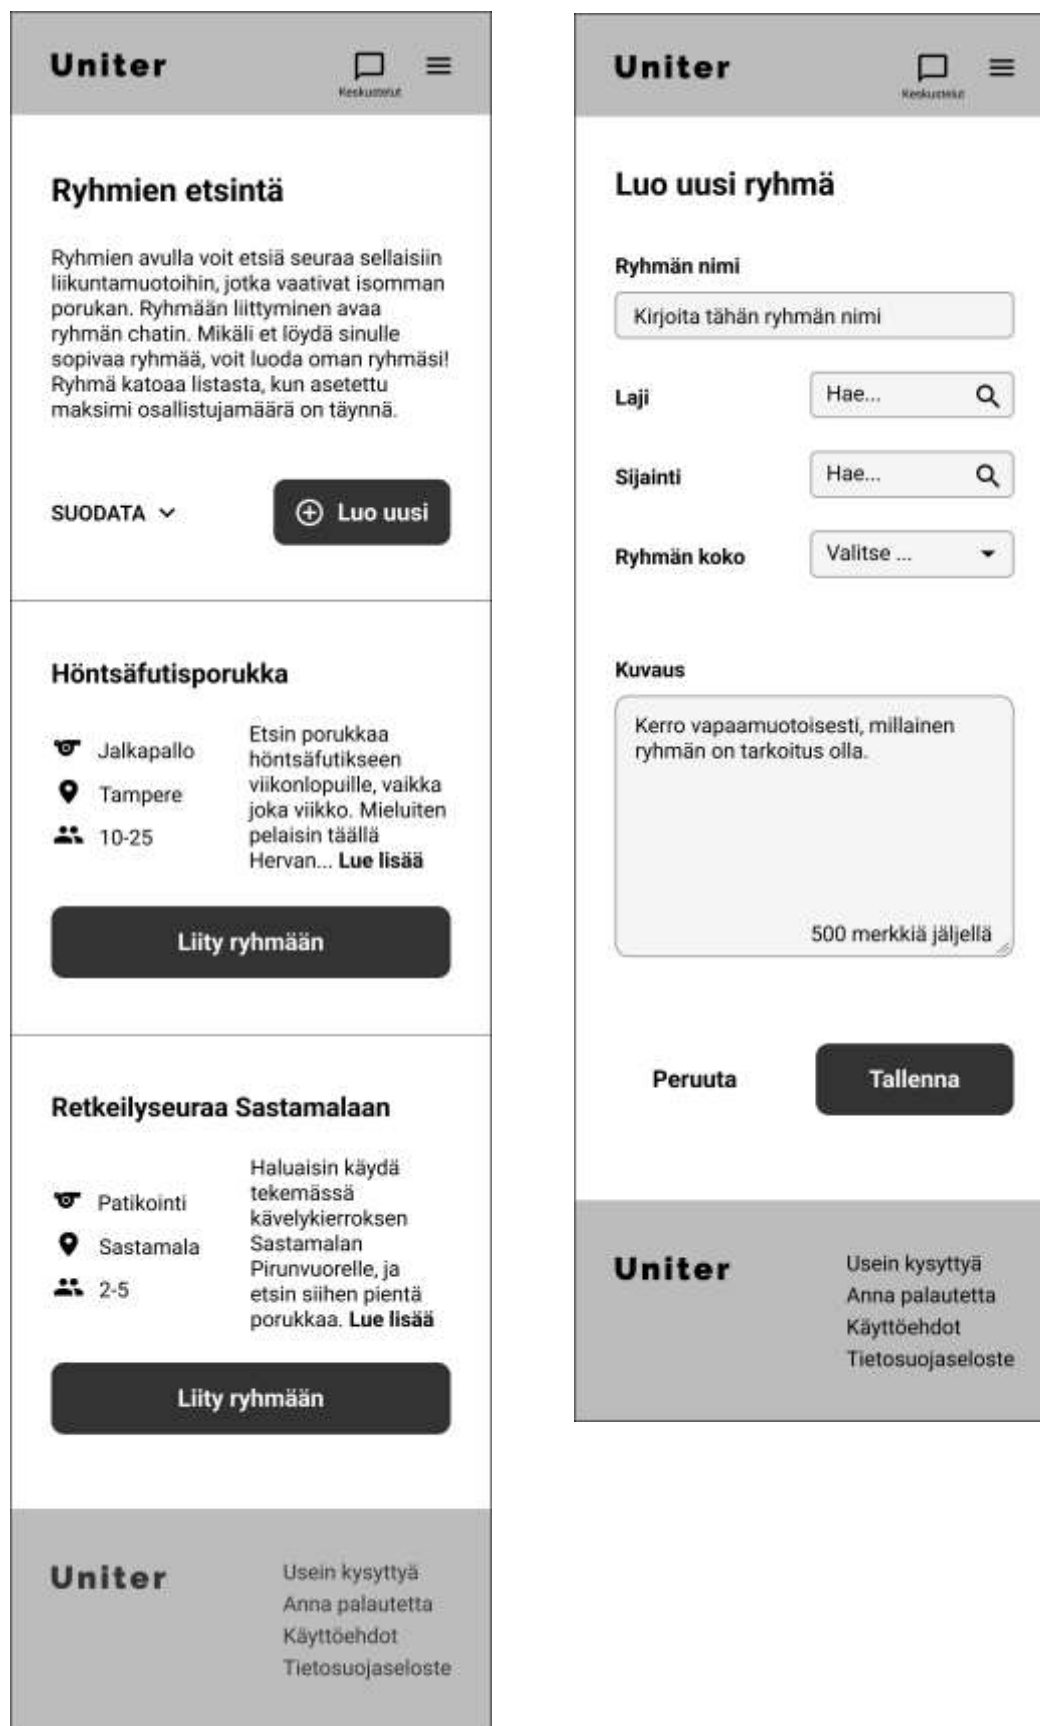 Uniter
Keskustelut
Ryhmien etsintä
Ryhmien avulla voit etsiä seuraa sellaisiin
liikuntamuotoihin, jotka vaativat isomman
porukan. Ryhmään liittyminen avaa
ryhmän chatin. Mikäli et löydä sinulle
sopivaa ryhmää, voit luoda oman ryhmäsi!
Ryhmä katoaa listasta, kun asetettu
maksimi osallistujamäärä on täynnä.
SUODATA
Luo uusi
Höntsäfutisporukka
Jalkapallo
Tampere
10-25
Etsin porukkaa
höntsäfutikseen
viikonlopuille, vaikka
joka viikko. Mieluiten
pelaisin täällä
Hervan... Lue lisää
Liity ryhmään
Retkeilyseuraa Sastamalaan
Patikointi
Sastamala
2-5
Haluaisin käydä
tekemässä
kävelykierroksen
Sastamalan
Pirunvuorelle, ja
etsin siihen pientä
porukkaa. Lue lisää
Liity ryhmään
Uniter
Usein kysyttyä
Anna palautetta
Käyttöehdot
Tietosuojaseloste
Uniter
Keskustelut
Luo uusi ryhmä
Ryhmän nimi
Kirjoita tähän ryhmän nimi
Laji
Hae...
Sijainti
Hae...
Ryhmän koko
Valitse ...
Kuvaus
Kerro vapaamuotoisesti, millainen
ryhmän on tarkoitus olla.
500 merkkiä jäljellä
Peruuta
Tallenna
Uniter
Usein kysyttyä
Anna palautetta
Käyttöehdot
Tietosuojaseloste